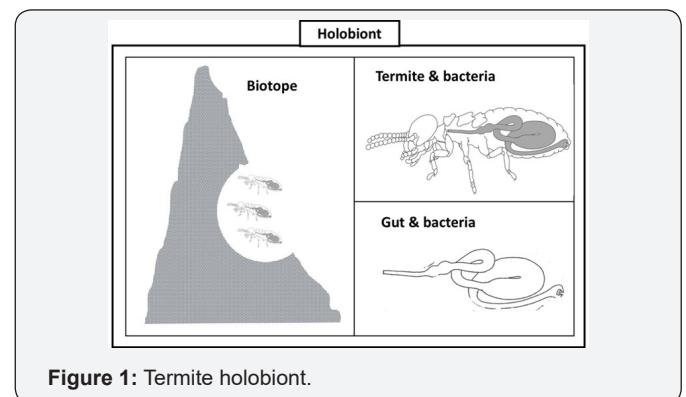 Holobiont
Biotope
Termite & bacteria
Gut & bacteria
Figure 1: Termite holobiont.